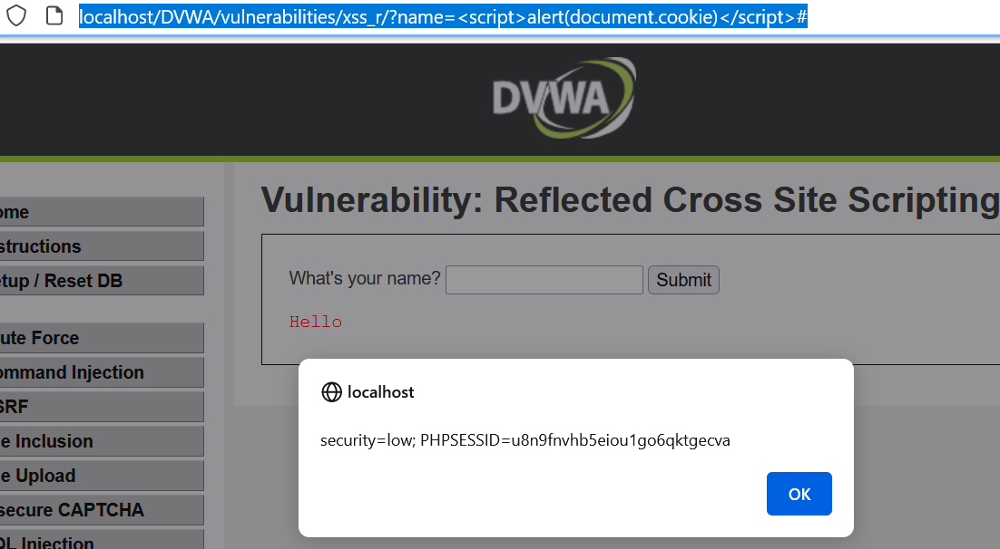 localhost/DVWA/vulnerabilities/xss_r/?name=<script>alert(document.cookie)</script>#
DVWA
Vulnerability: Reflected Cross Site Scripting
ome
structions
etup / Reset DB
ute Force
ommand Injection
SRF
e Inclusion
e Upload
secure CAPTCHA
QL Injection
What's your name?
Submit
Hello
localhost
security=low; PHPSESSID=u8n9fnvhb5eiou1go6qktgecva
OK